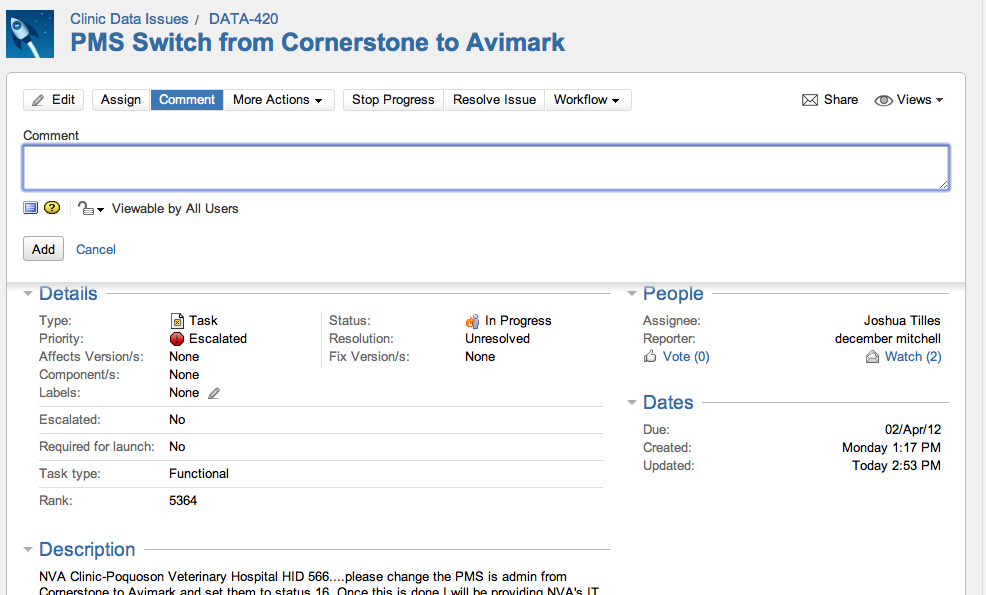 Clinic Data Issues / DATA-420
PMS Switch from Cornerstone to Avimark
Edit Assign Comment More Actions Stop Progress Resolve Issue Workflow Share Views
Comment
Viewable by All Users
Add Cancel
Details
Type: Task
Priority: Escalated
Affects Version/s: None
Component/s: None
Labels: None
Status: In Progress
Resolution: Unresolved
Fix Version/s: None
Escalated: No
Required for launch: No
Task type: Functional
Rank: 5364
People
Assignee: Joshua Tilles
Reporter: december mitchell
Vote (0) Watch (2)
Dates
Due: 02/Apr/12
Created: Monday 1:17 PM
Updated: Today 2:53 PM
Description
NVA Clinic-Poquoson Veterinary Hospital HID 566....please change the PMS is admin from
Cornerstone to Avimark and set them to status 16. Once this is done I will be providing NVA's IT